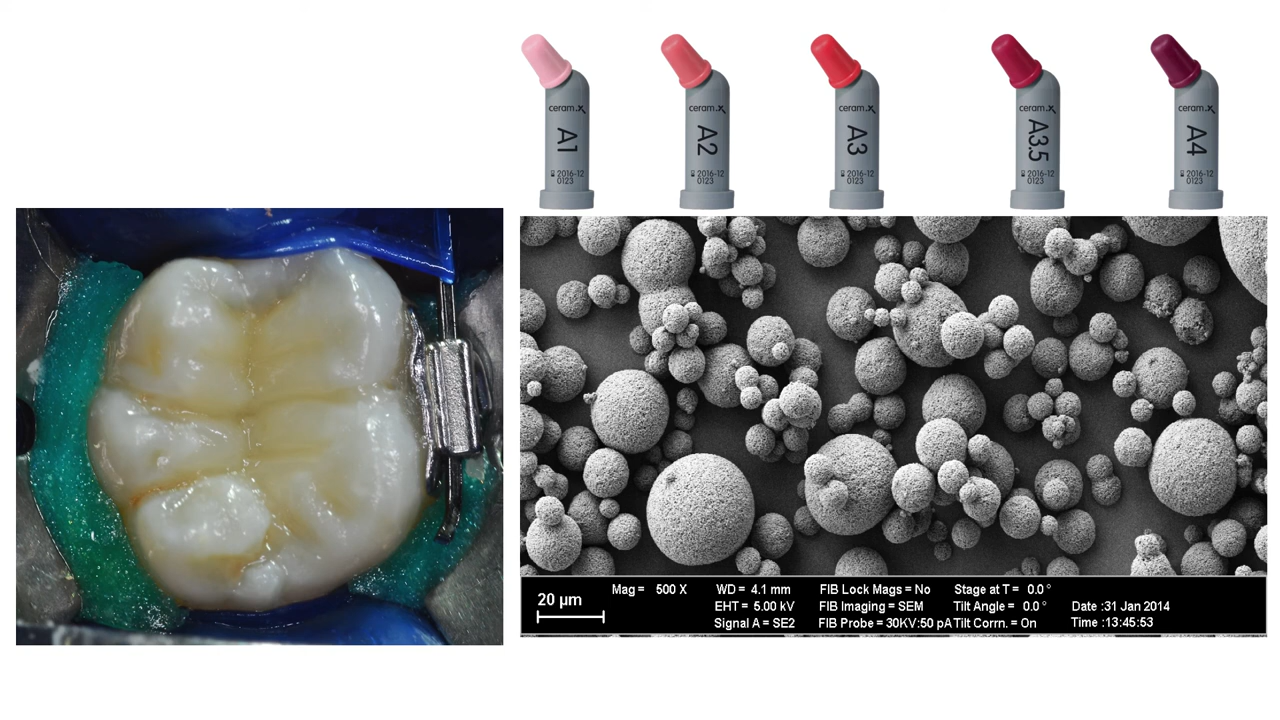 ceram.x
A1
2016-12
0123
ceram.x
A2
2016-12
0123
ceram.x
A3
2016-12
0123
ceram.x
A3.5
2016-12
0123
ceram.x
A4
2016-12
0123
20 µm
Mag = 500 X
WD = 4.1 mm
EHT = 5.00 kV
Signal A = SE2
FIB Lock Mags = No
FIB Imaging = SEM
FIB Probe = 30KV:50 pA
Stage at T = 0.0 °
Tilt Angle = 0.0 °
Tilt Corrn. = On
Date :31 Jan 2014
Time :13:45:53